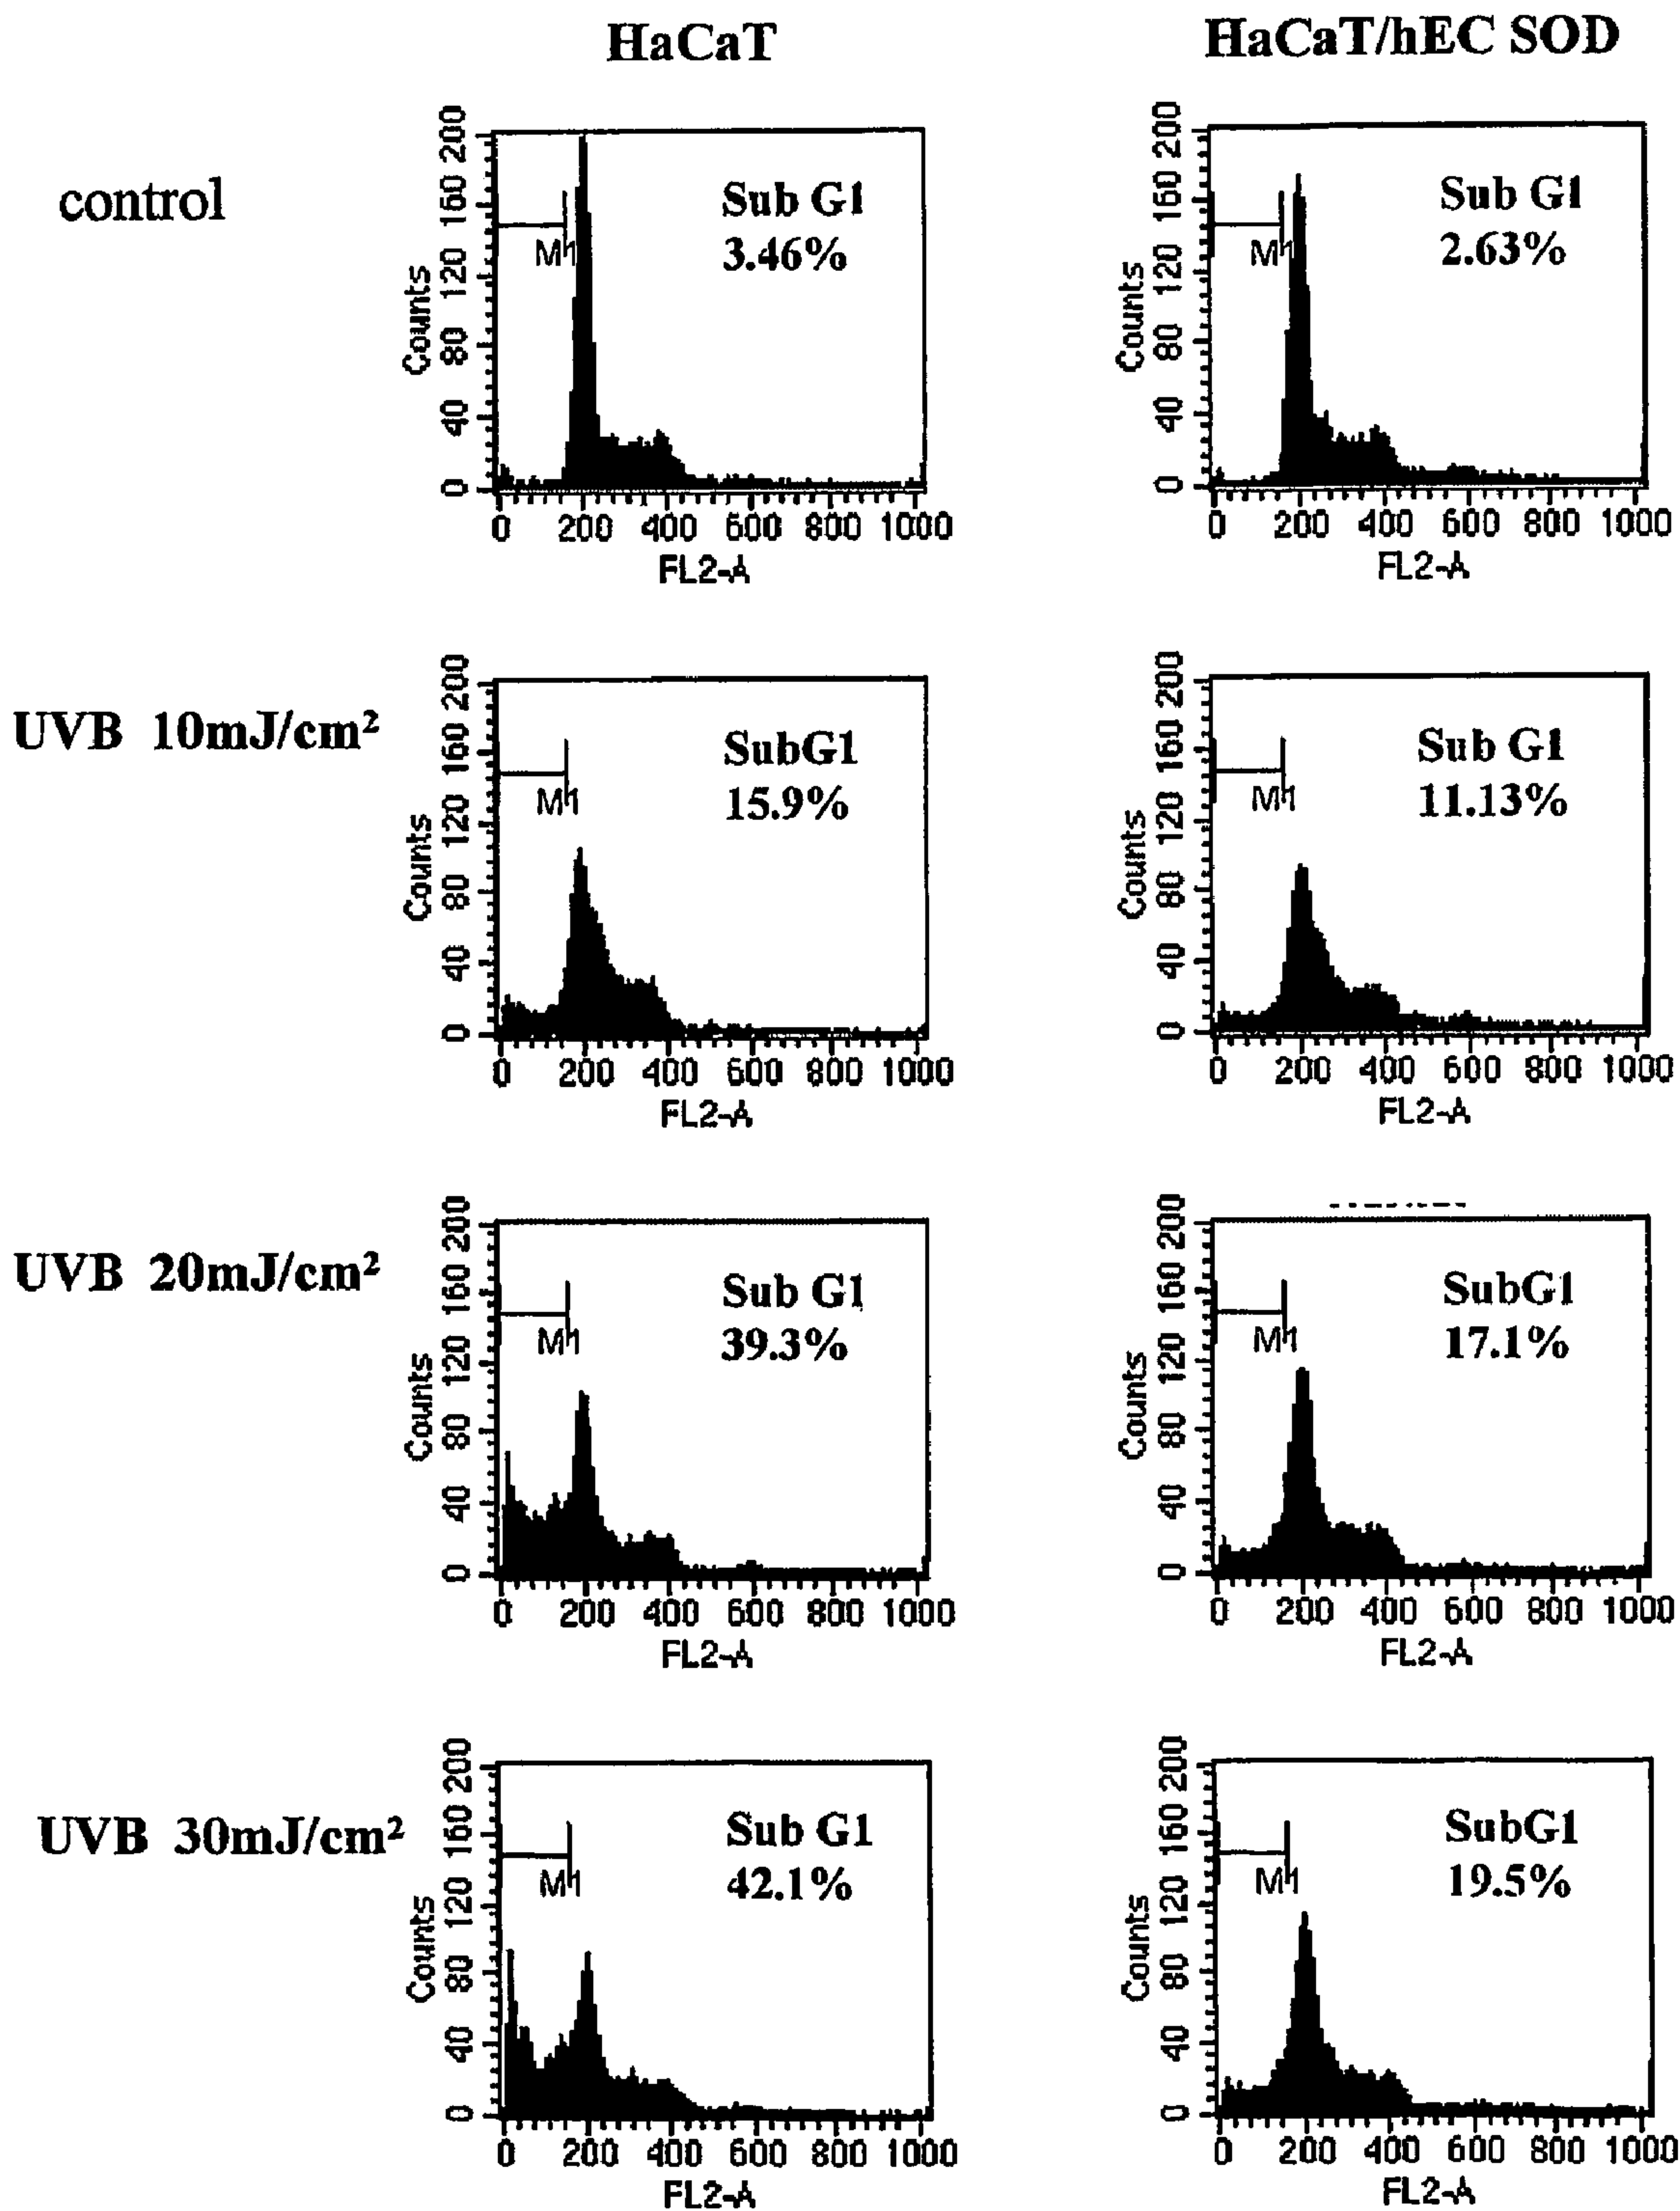 HaCaT
HaCaT/hEC SOD
control
200
160
120
80
40
0
Counts
M1
Sub G1
3.46%
0 200 400 600 800 1000
FL2-A
200
160
120
80
40
0
Counts
M1
Sub G1
2.63%
0 200 400 600 800 1000
FL2-A
UVB 10mJ/cm²
200
160
120
80
40
0
Counts
M1
SubG1
15.9%
0 200 400 600 800 1000
FL2-A
200
160
120
80
40
0
Counts
M1
Sub G1
11.13%
0 200 400 600 800 1000
FL2-A
UVB 20mJ/cm²
200
160
120
80
40
0
Counts
M1
Sub G1
39.3%
0 200 400 600 800 1000
FL2-A
200
160
120
80
40
0
Counts
M1
SubG1
17.1%
0 200 400 600 800 1000
FL2-A
UVB 30mJ/cm²
200
160
120
80
40
0
Counts
M1
Sub G1
42.1%
0 200 400 600 800 1000
FL2-A
200
160
120
80
40
0
Counts
M1
SubG1
19.5%
0 200 400 600 800 1000
FL2-A